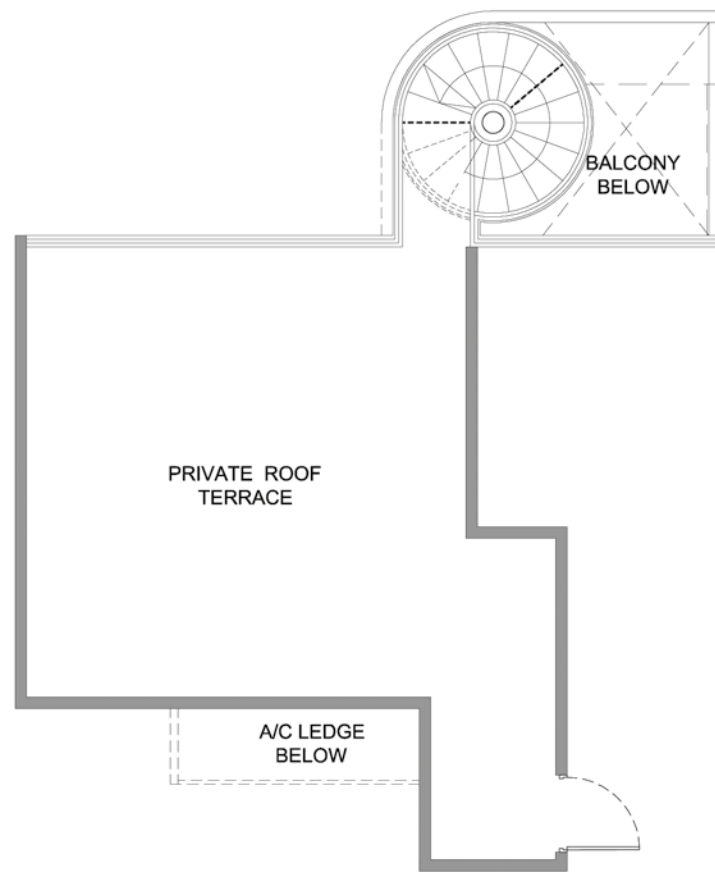 BALCONY
BELOW
PRIVATE ROOF
TERRACE
A/C LEDGE
BELOW